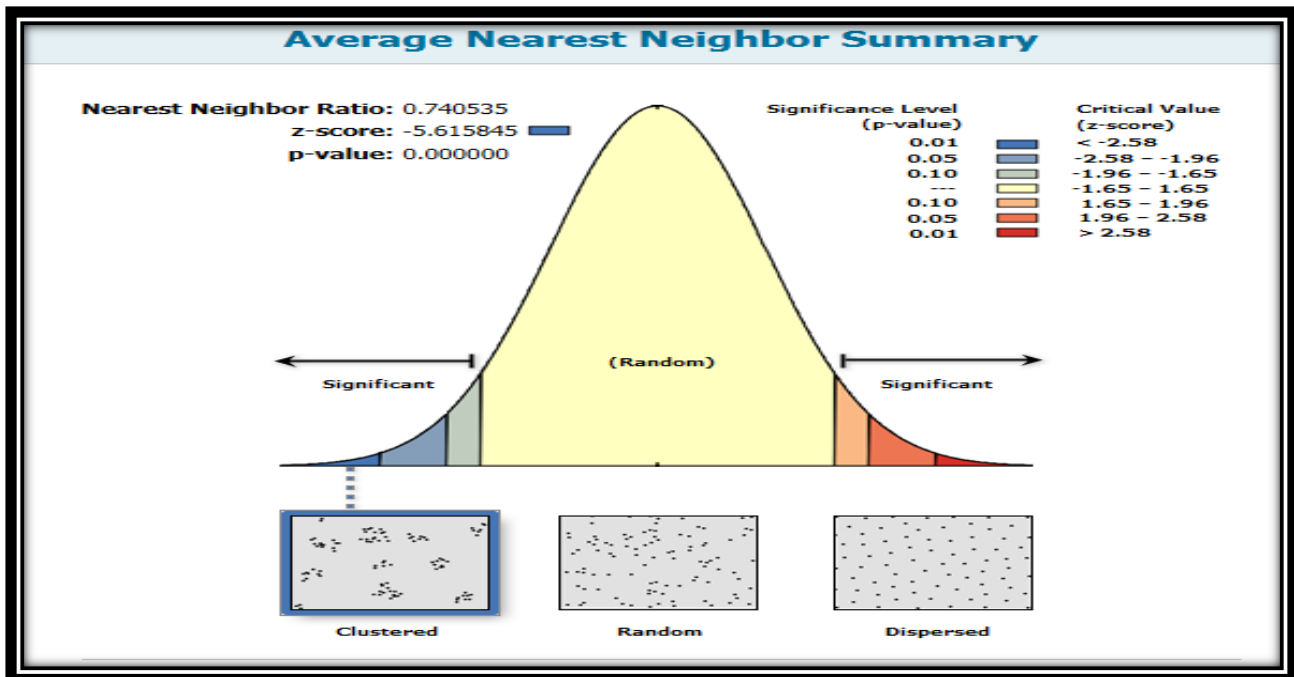 Average Nearest Neighbor Summary
Nearest Neighbor Ratio: 0.740535
z-score: -5.615845
p-value: 0.000000
Significance Level (p-value)
Critical Value (z-score)
0.01 < -2.58
0.05 -2.58 – -1.96
0.10 -1.96 – -1.65
--- -1.65 – 1.65
0.10 1.65 – 1.96
0.05 1.96 – 2.58
0.01 > 2.58
(Random)
Significant
Significant
Clustered
Random
Dispersed